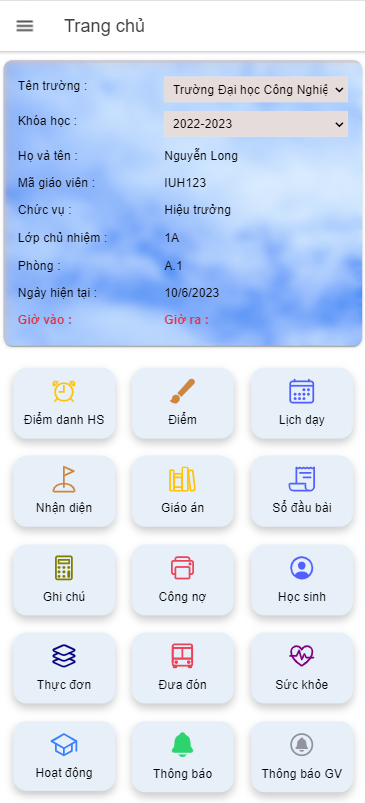 Trang chủ
Tên trường : Trường Đại học Công Nghiệ
Khóa học : 2022-2023
Họ và tên : Nguyễn Long
Mã giáo viên : IUH123
Chức vụ : Hiệu trưởng
Lớp chủ nhiệm : 1A
Phòng : A.1
Ngày hiện tại : 10/6/2023
Giờ vào : Giờ ra :
Điểm danh HS Điểm Lịch dạy
Nhận diện Giáo án Sổ đầu bài
Ghi chú Công nợ Học sinh
Thực đơn Đưa đón Sức khỏe
Hoạt động Thông báo Thông báo GV